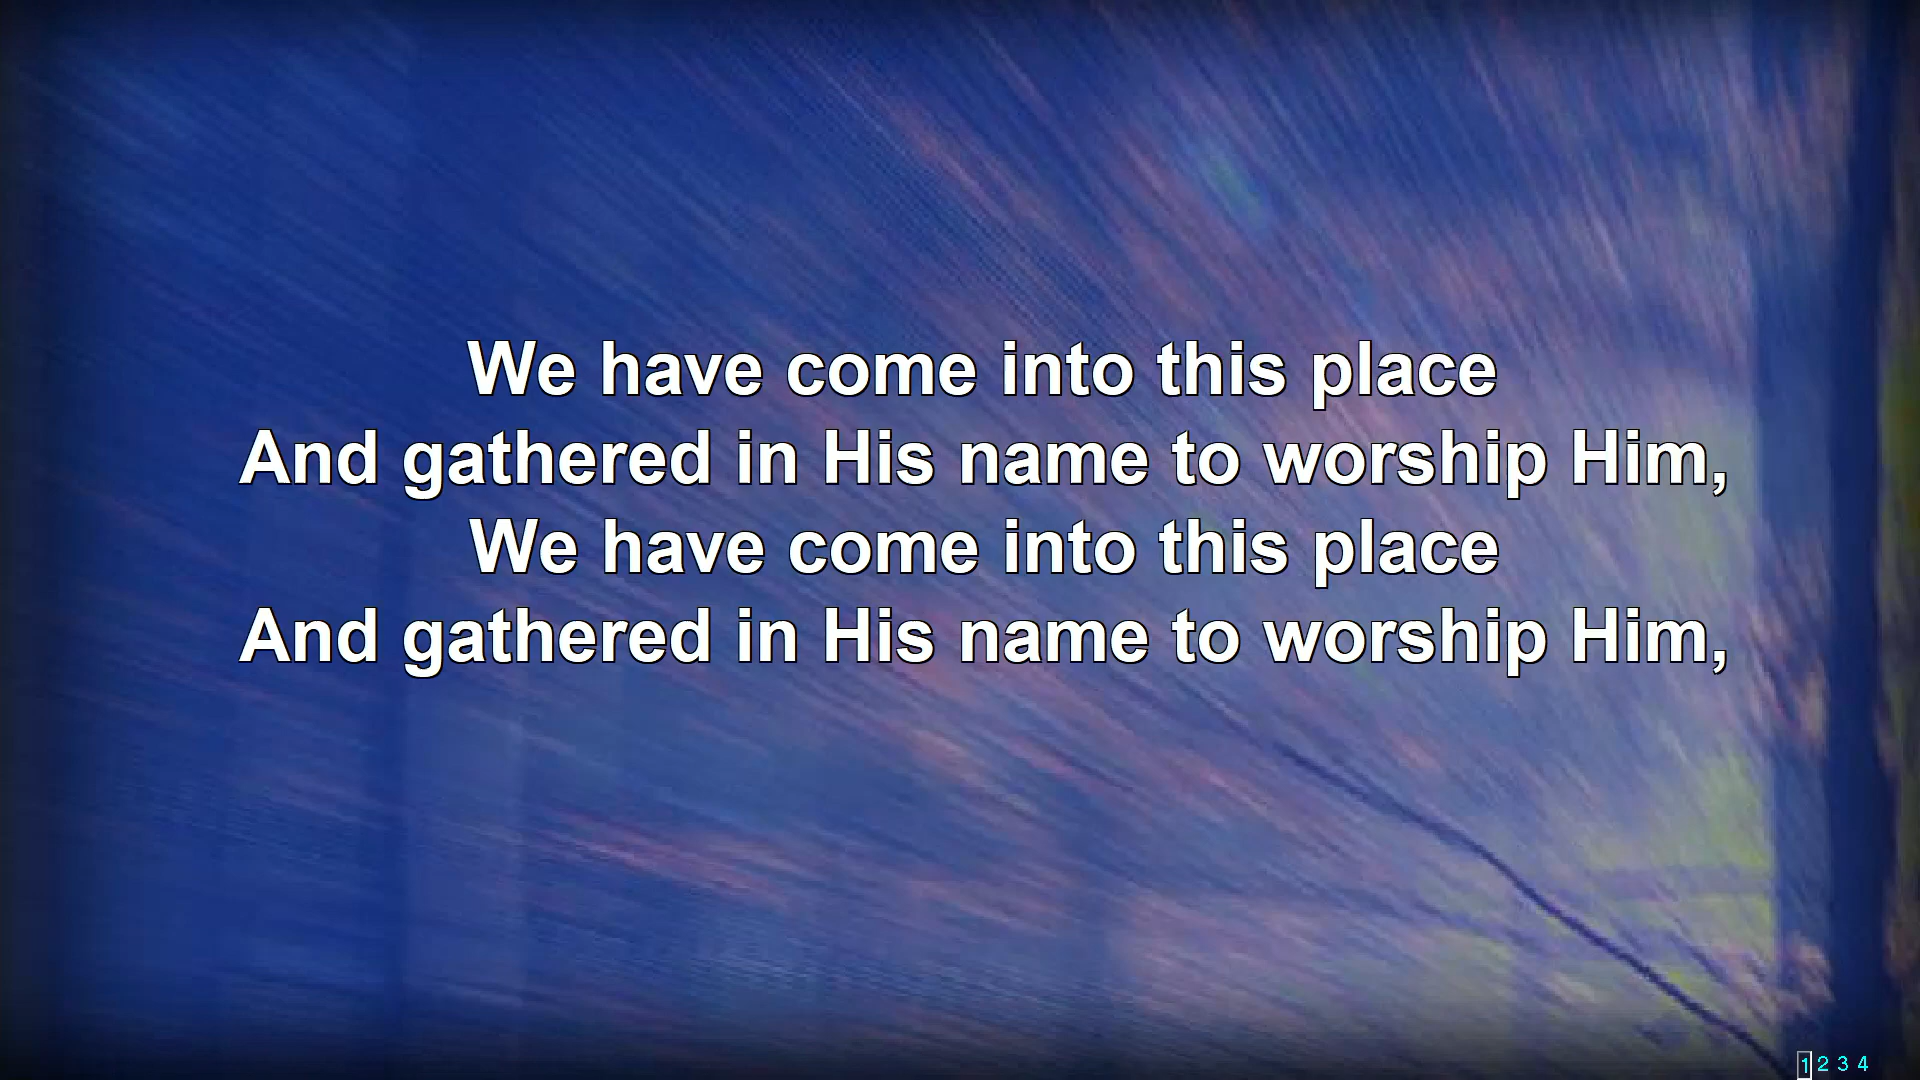 We have come into this place
And gathered in His name to worship Him,
We have come into this place
And gathered in His name to worship Him,
1 2 3 4